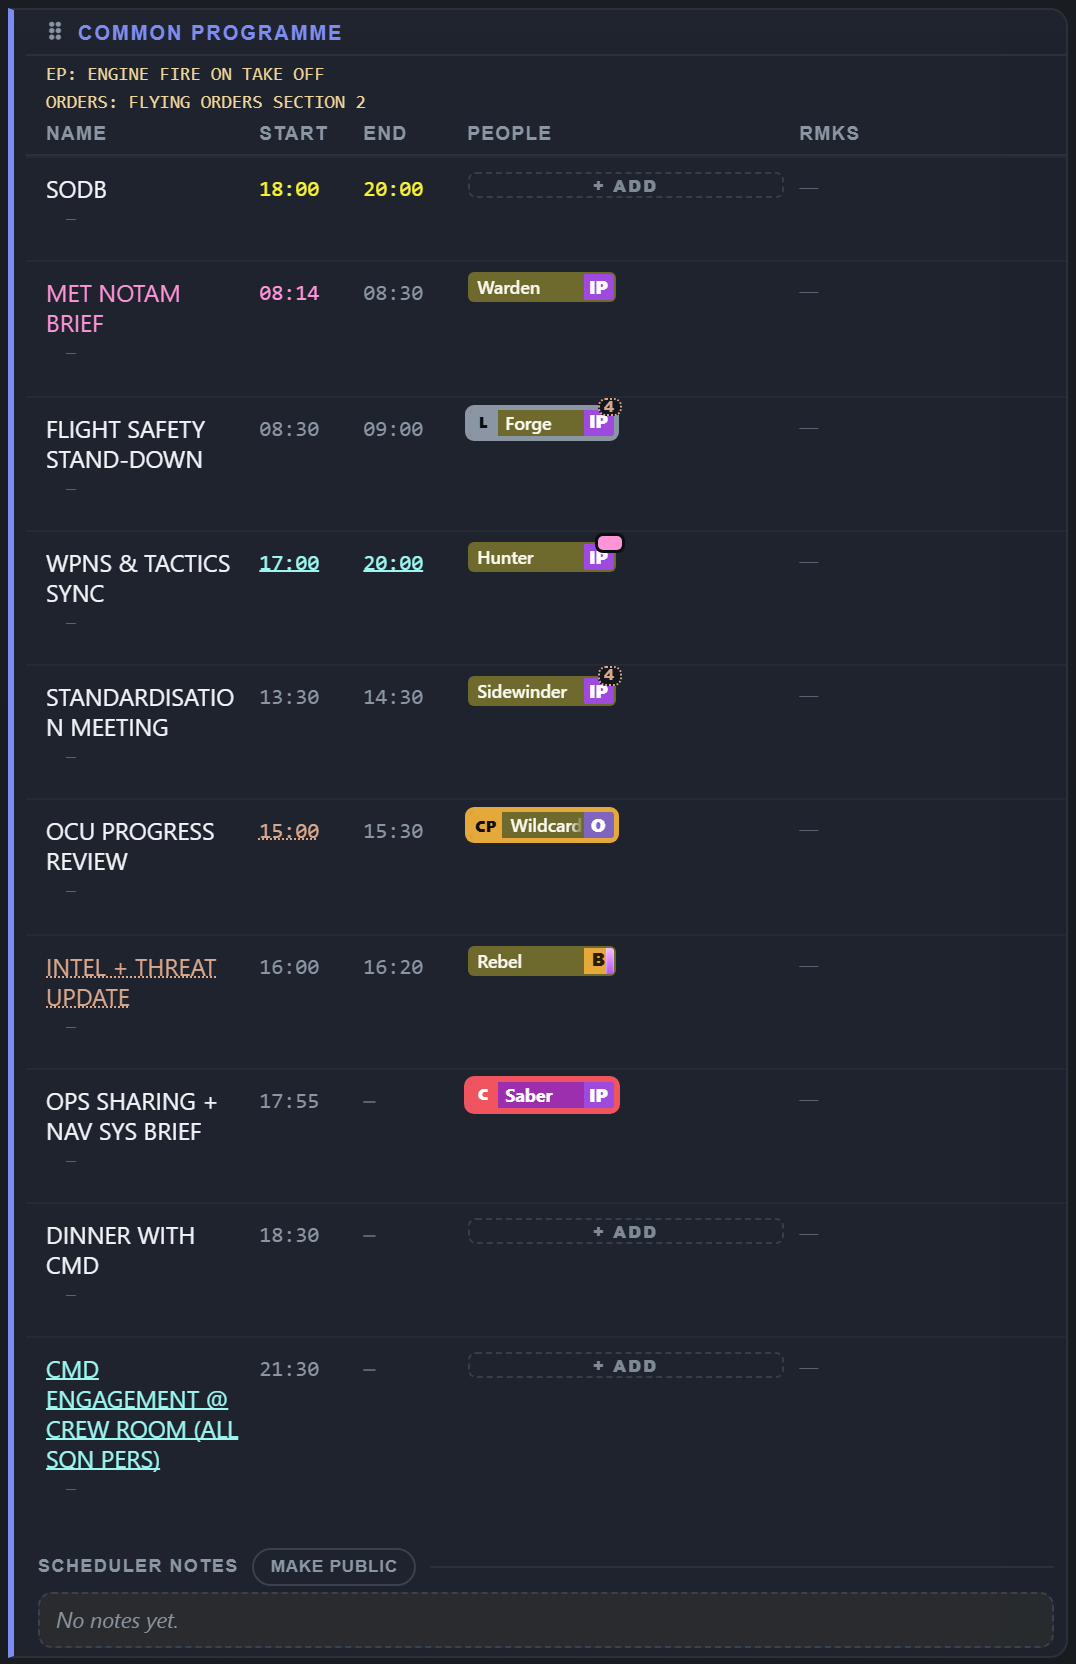 COMMON PROGRAMME
EP: ENGINE FIRE ON TAKE OFF
ORDERS: FLYING ORDERS SECTION 2
NAME START END PEOPLE RMKS
SODB 18:00 20:00 + ADD —
–
MET NOTAM 08:14 08:30 Warden IP —
BRIEF
–
4
FLIGHT SAFETY 08:30 09:00 L Forge IP —
STAND-DOWN
–
WPNS & TACTICS 17:00 20:00 Hunter IP —
SYNC
–
4
STANDARDISATIO 13:30 14:30 Sidewinder IP —
N MEETING
–
OCU PROGRESS 15:00 15:30 CP Wildcard O —
REVIEW
–
INTEL + THREAT 16:00 16:20 Rebel B —
UPDATE
–
OPS SHARING + 17:55 – C Saber IP —
NAV SYS BRIEF
–
DINNER WITH 18:30 – + ADD —
CMD
–
CMD 21:30 – + ADD —
ENGAGEMENT @
CREW ROOM (ALL
SQN PERS)
–
SCHEDULER NOTES MAKE PUBLIC
No notes yet.